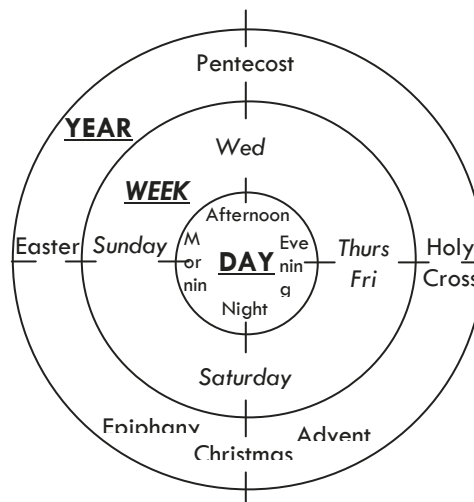 Pentecost
YEAR
Wed
WEEK
Afternoon
Easter
Sunday
M
or
nin
DAY
Eve
nin
g
Thurs
Fri
Holy
Cross
Night
Saturday
Epiphany
Christmas
Advent